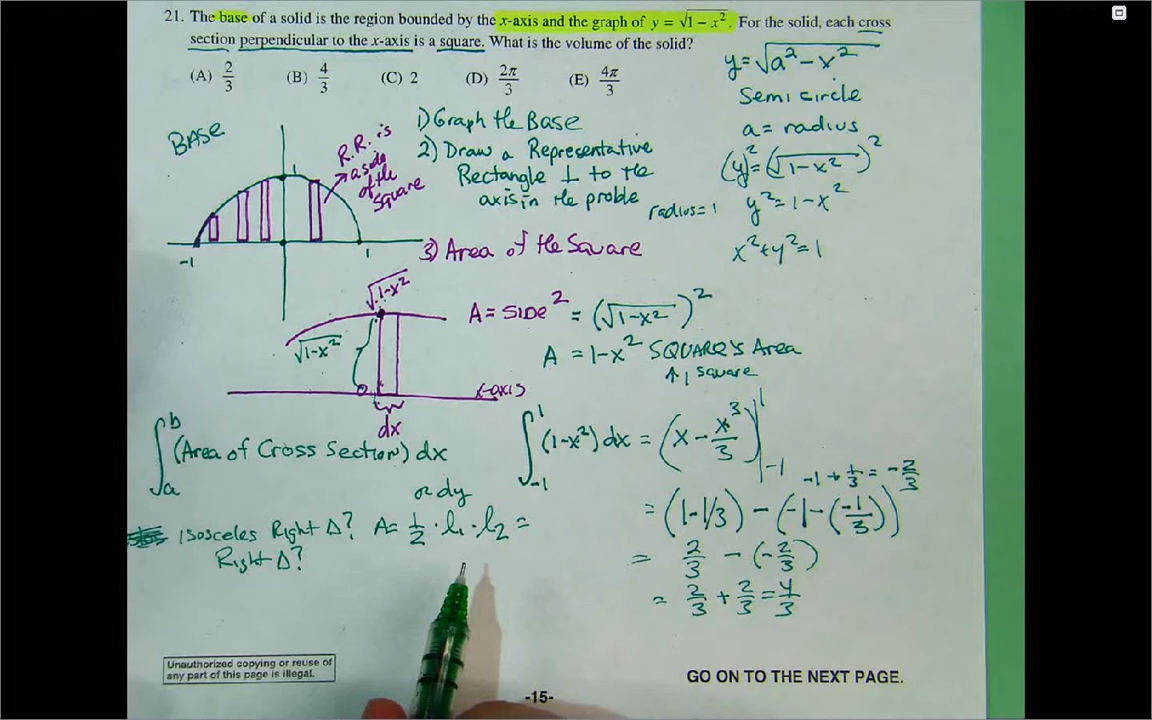 21. The base of a solid is the region bounded by the x-axis and the graph of y = √1 − x². For the solid, each cross
section perpendicular to the x-axis is a square. What is the volume of the solid?
(A) 2/3 (B) 4/3 (C) 2 (D) 2π/3 (E) 4π/3
y = √a² − x²
Semi circle
a = radius
(y)² = (√1−x²)²
radius = 1 y² = 1 − x²
x² + y² = 1
BASE
R.R. is
a side
of the
square
1
-1
1
1) Graph the Base
2) Draw a Representative
Rectangle ⊥ to the
axis in the proble
3) Area of the Square
√1−x²
√1−x²
x-axis
dx
A = SIDE² = (√1−x²)²
A = 1−x² SQUARE'S Area
↑ 1 square
∫ₐᵇ (Area of Cross Section) dx
or dy
Isosceles Right Δ? A = 1/2 · l₁ · l₂ =
Right Δ?
∫₋₁¹ (1−x²) dx = (x − x³/3)|₋₁¹
-1 + 1/3 = -2/3
= (1 − 1/3) − (−1 − (−1/3))
= 2/3 − (−2/3)
= 2/3 + 2/3 = 4/3
Unauthorized copying or reuse of
any part of this page is illegal.
GO ON TO THE NEXT PAGE.
-15-